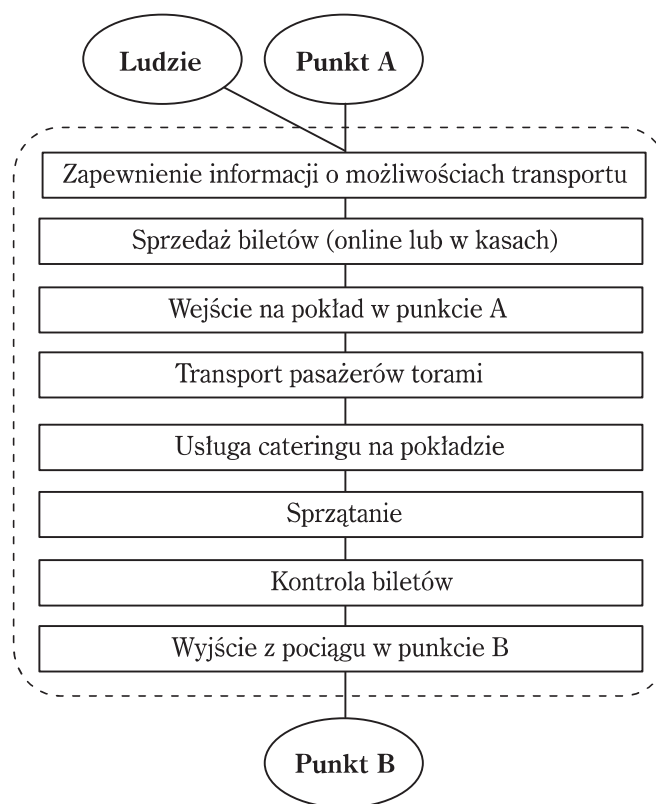 Ludzie
Punkt A
Zapewnienie informacji o możliwościach transportu
Sprzedaż biletów (online lub w kasach)
Wejście na pokład w punkcie A
Transport pasażerów torami
Usługa cateringu na pokładzie
Sprzątanie
Kontrola biletów
Wyjście z pociągu w punkcie B
Punkt B